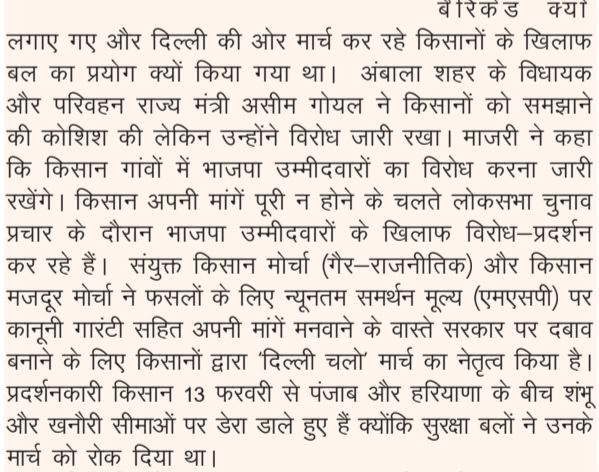 बैरिकेड क्यों
लगाए गए और दिल्ली की ओर मार्च कर रहे किसानों के खिलाफ
बल का प्रयोग क्यों किया गया था। अंबाला शहर के विधायक
और परिवहन राज्य मंत्री असीम गोयल ने किसानों को समझाने
की कोशिश की लेकिन उन्होंने विरोध जारी रखा। माजरी ने कहा
कि किसान गांवों में भाजपा उम्मीदवारों का विरोध करना जारी
रखेंगे। किसान अपनी मांगें पूरी न होने के चलते लोकसभा चुनाव
प्रचार के दौरान भाजपा उम्मीदवारों के खिलाफ विरोध–प्रदर्शन
कर रहे हैं। संयुक्त किसान मोर्चा (गैर–राजनीतिक) और किसान
मजदूर मोर्चा ने फसलों के लिए न्यूनतम समर्थन मूल्य (एमएसपी) पर
कानूनी गारंटी सहित अपनी मांगें मनवाने के वास्ते सरकार पर दबाव
बनाने के लिए किसानों द्वारा ‘दिल्ली चलो’ मार्च का नेतृत्व किया है।
प्रदर्शनकारी किसान 13 फरवरी से पंजाब और हरियाणा के बीच शंभू
और खनौरी सीमाओं पर डेरा डाले हुए हैं क्योंकि सुरक्षा बलों ने उनके
मार्च को रोक दिया था।